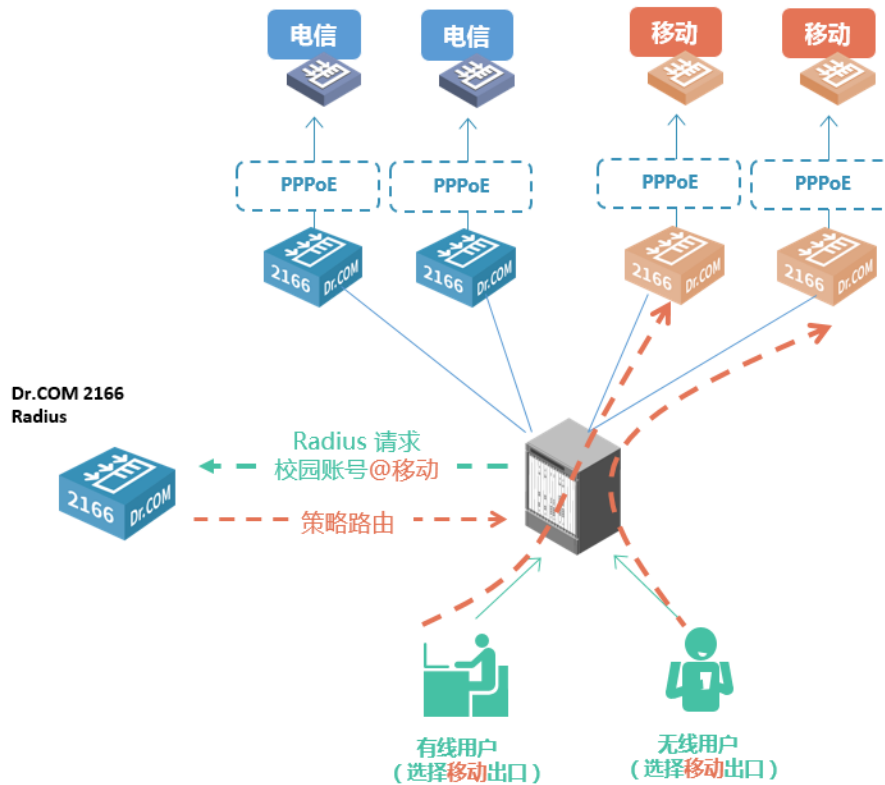 电信
电信
移动
移动
PPPoE
PPPoE
PPPoE
PPPoE
2166
Dr.COM
2166
Dr.COM
2166
Dr.COM
2166
Dr.COM
Dr.COM 2166
Radius
Radius 请求
校园账号@移动
2166
Dr.COM
策略路由
有线用户
（选择移动出口）
无线用户
（选择移动出口）